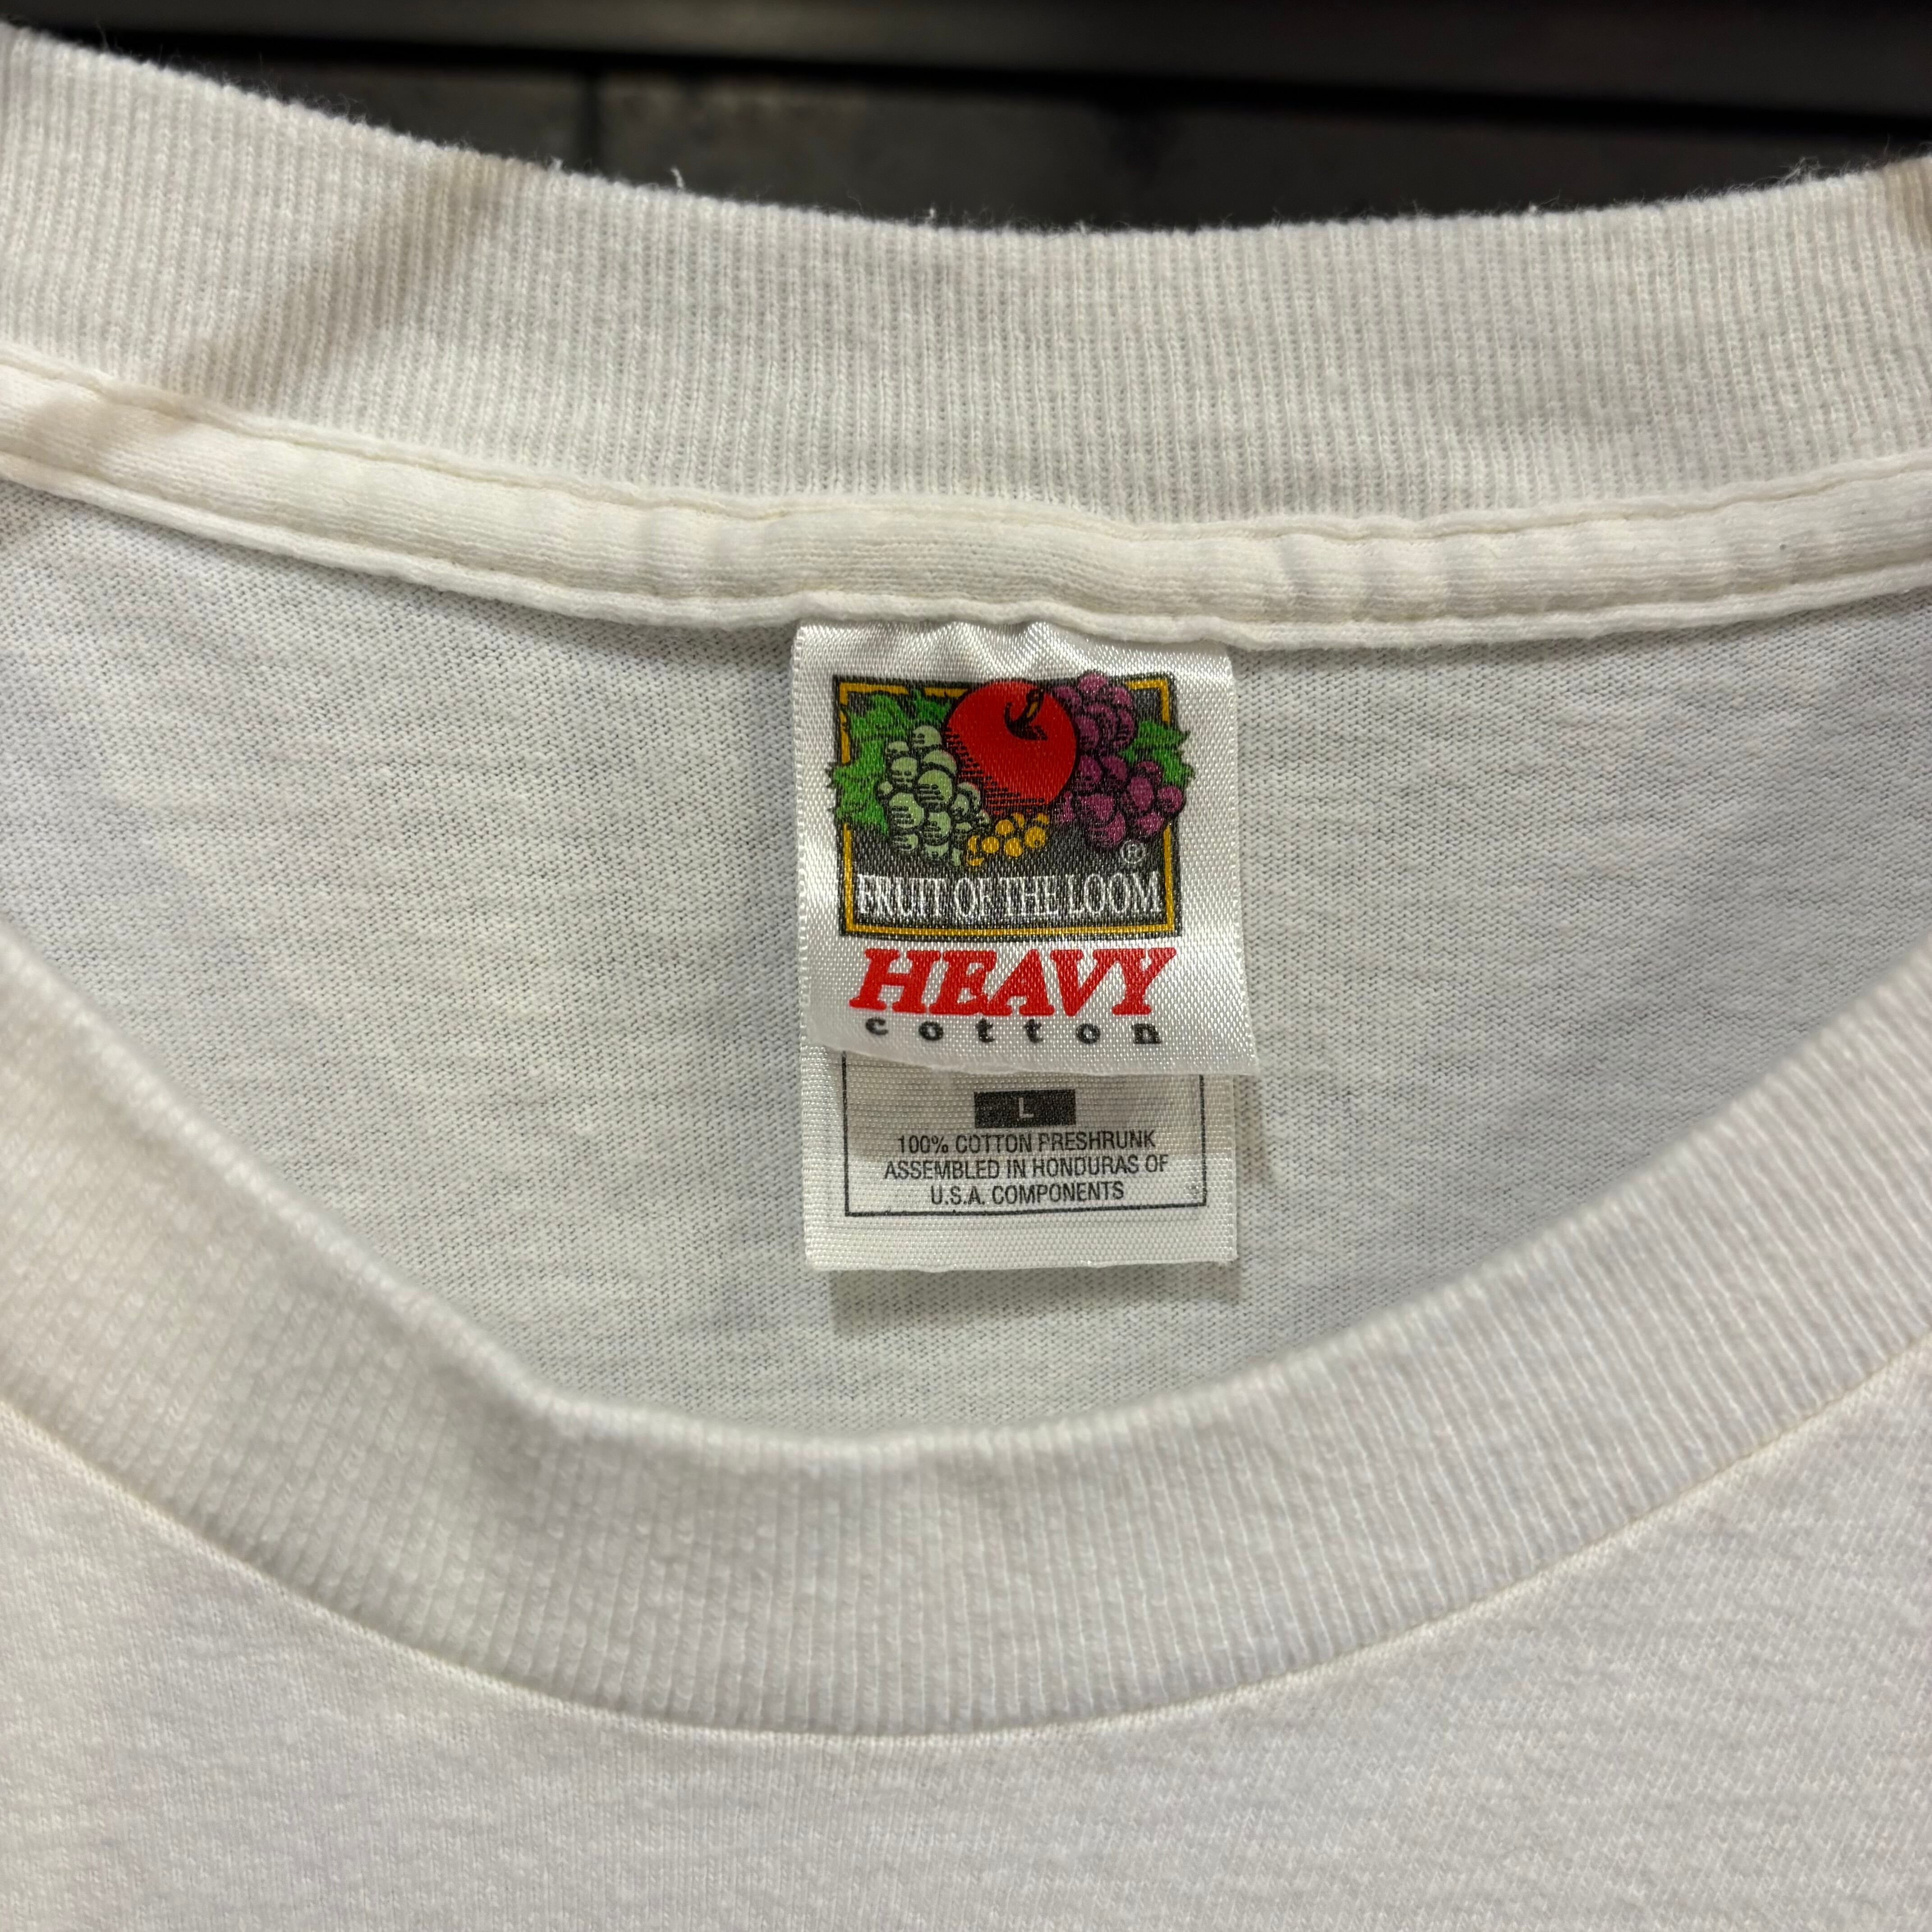 ®
FRUIT OF THE LOOM
HEAVY
cotton
L
100% COTTON PRESHRUNK
ASSEMBLED IN HONDURAS OF
U.S.A. COMPONENTS